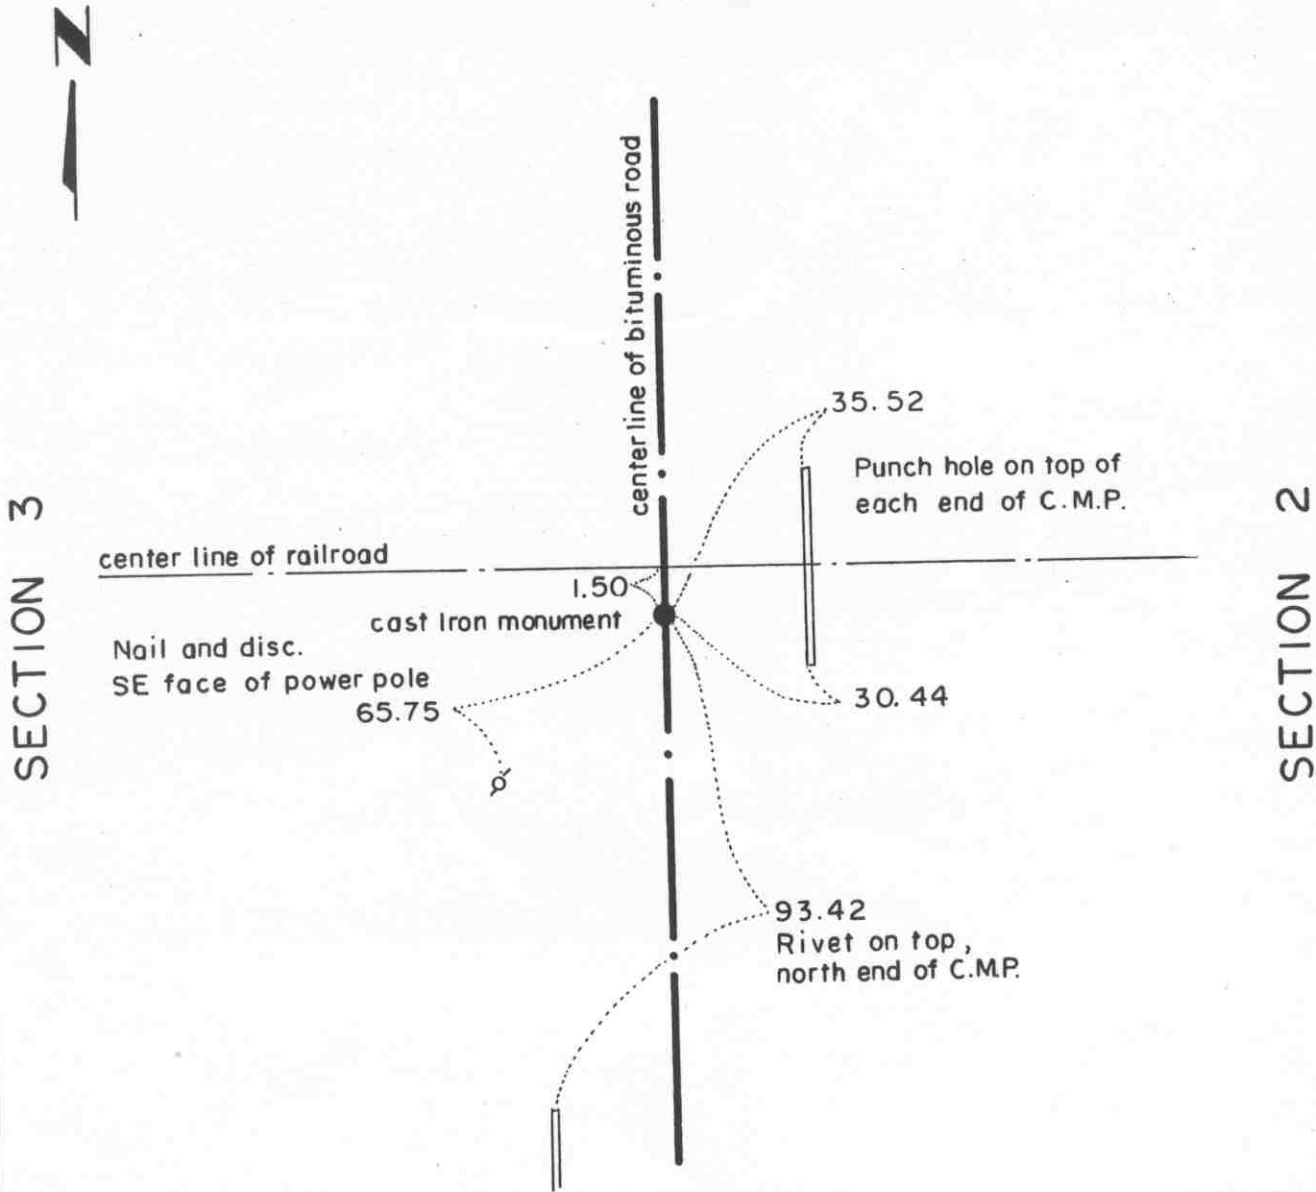 N
center line of bituminous road
35.52
Punch hole on top of
each end of C.M.P.
SECTION 3
SECTION 2
center line of railroad
1.50
cast Iron monument
Nail and disc.
SE face of power pole
65.75
30.44
93.42
Rivet on top,
north end of C.M.P.